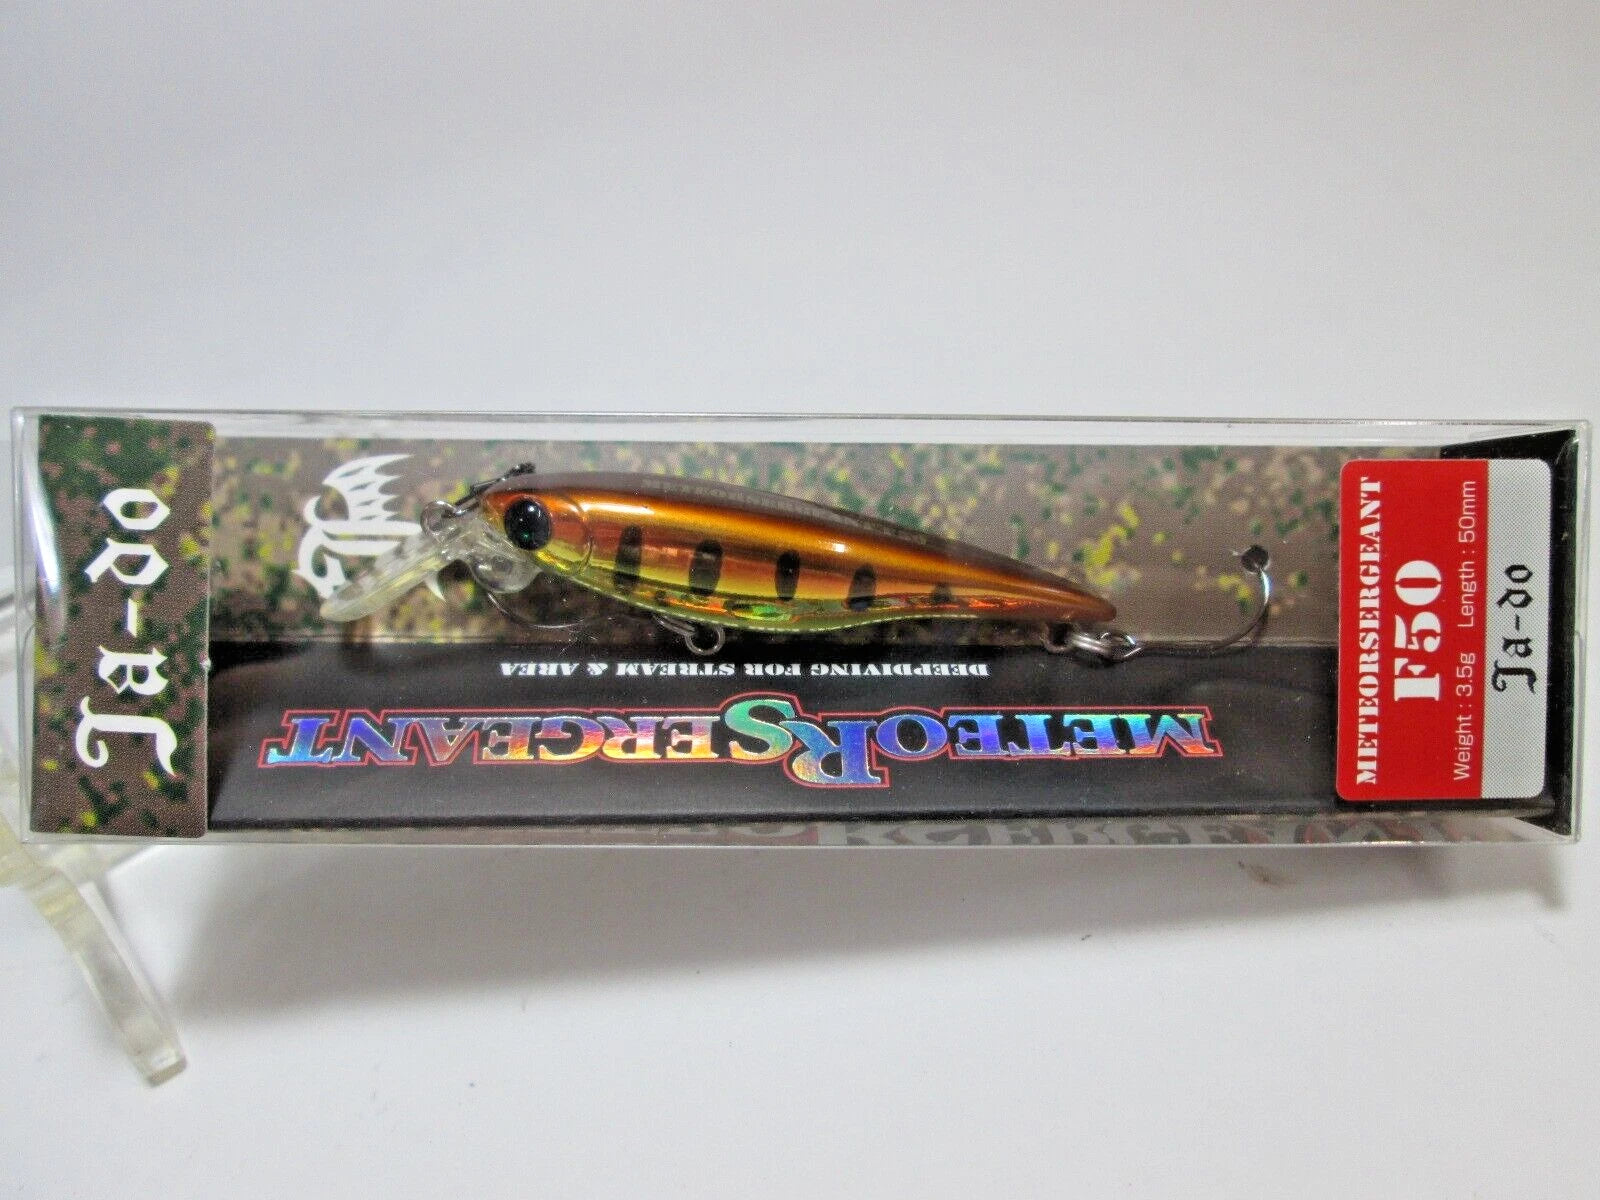 Ja-do
DEEPDIVING FOR STREAM & AREA
METEORSERGEANT
METEORSERGEANT
F50
Weight : 3.5g Length : 50mm
Ja-do